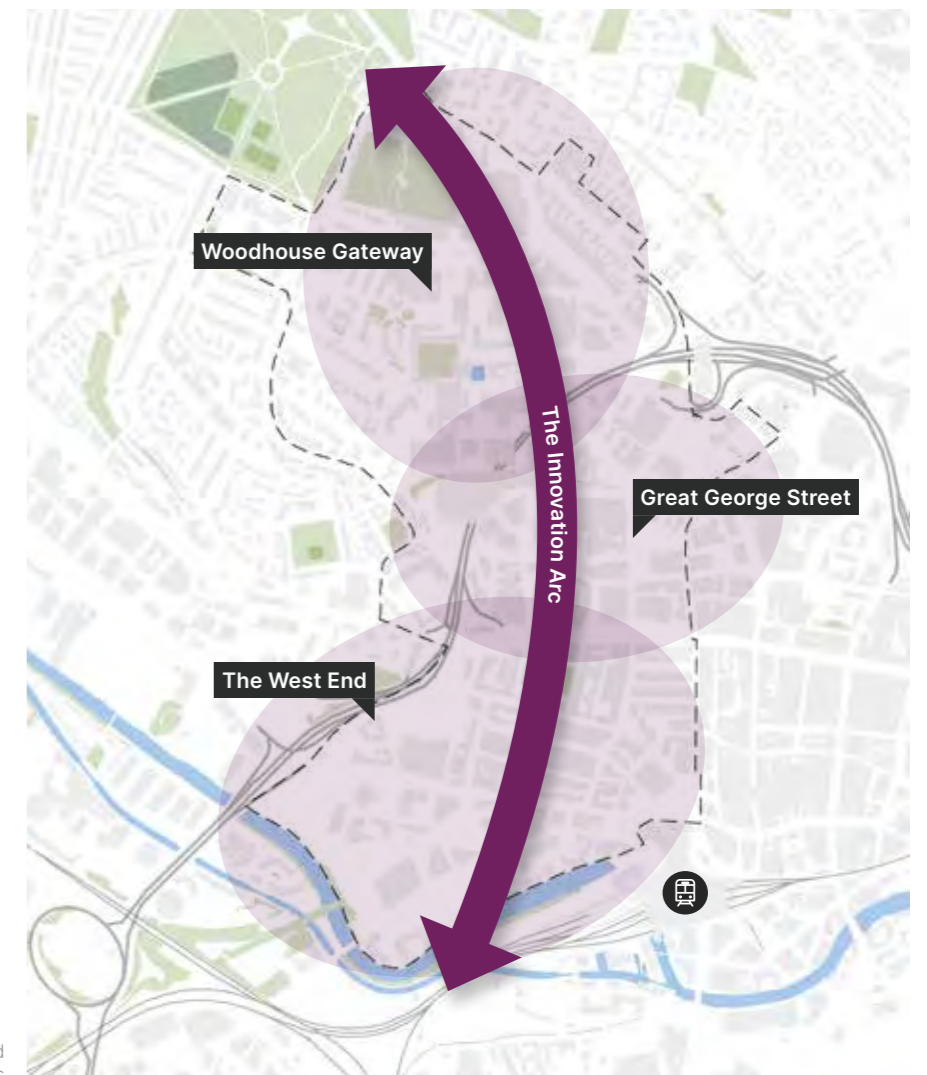 Woodhouse Gateway
The Innovation Arc
Great George Street
The West End